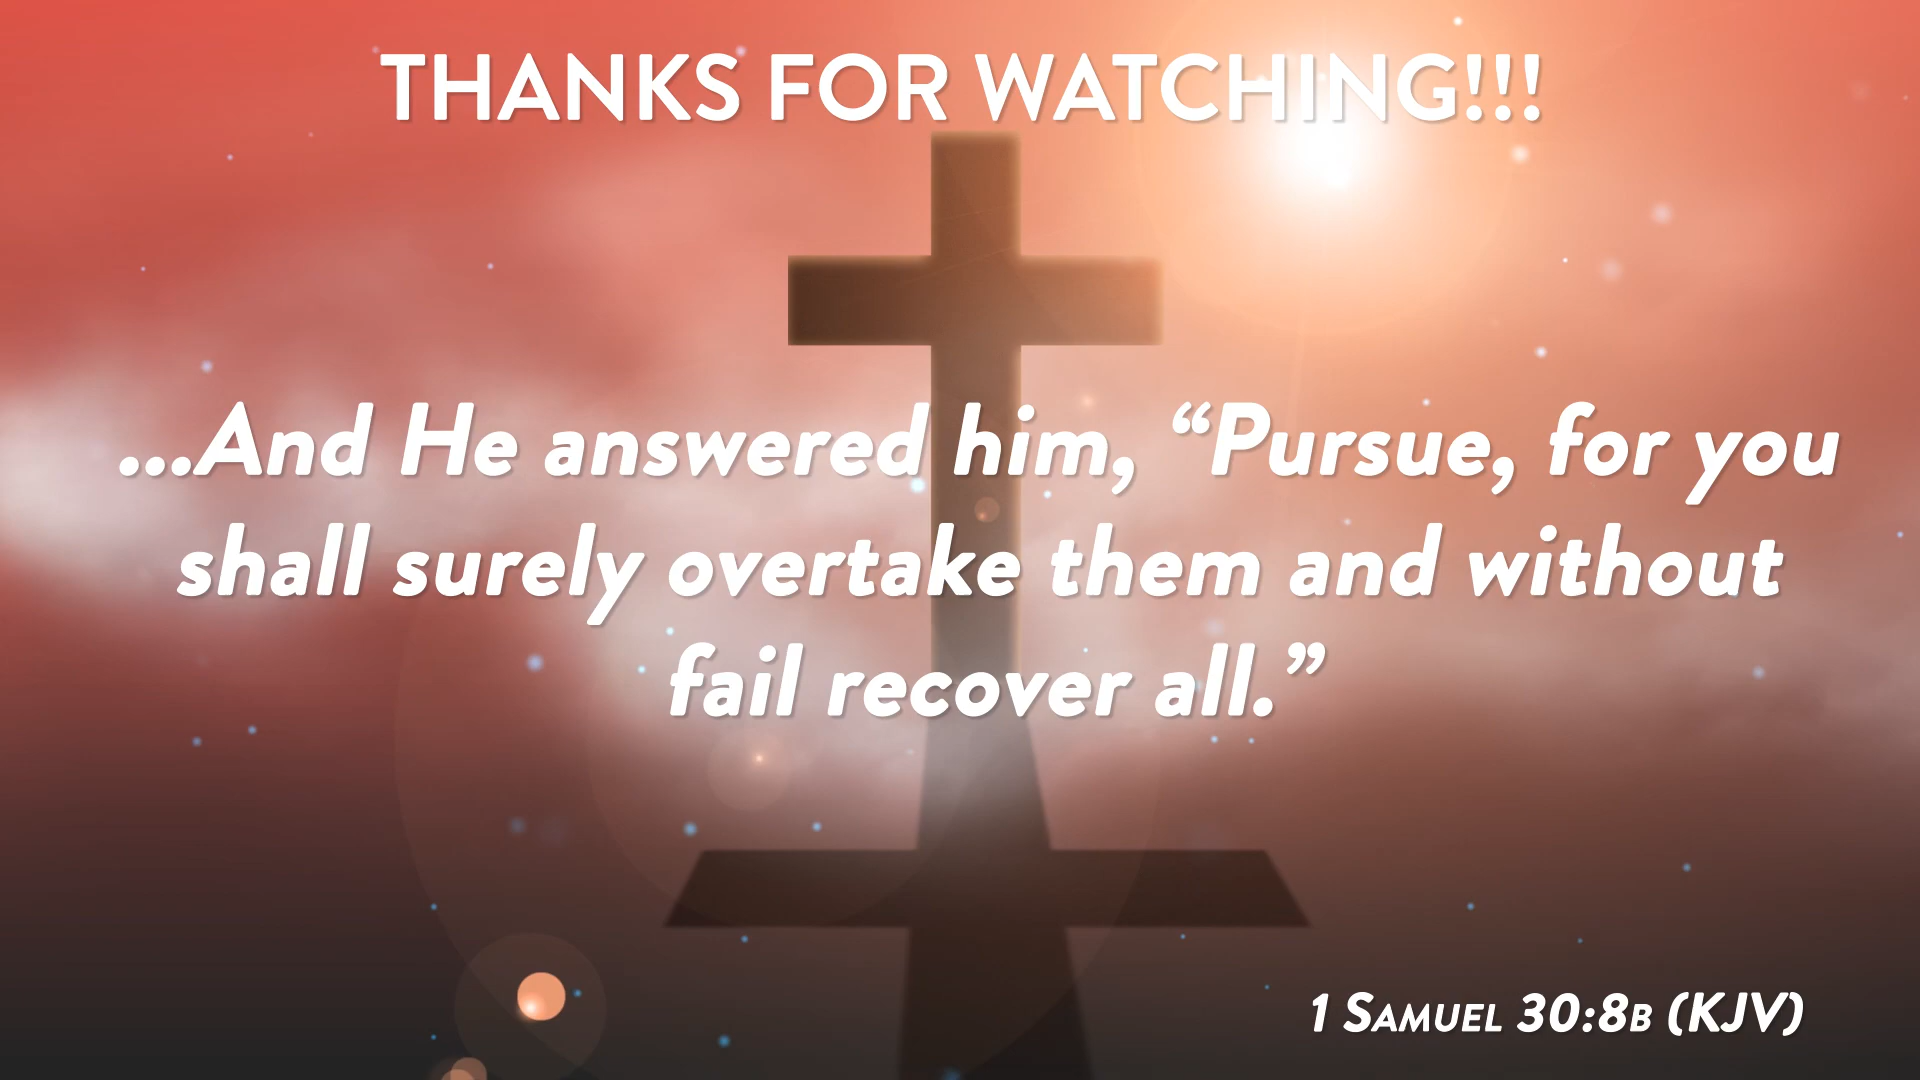 THANKS FOR WATCHING!!!
...And He answered him, “Pursue, for you
shall surely overtake them and without
fail recover all.”
1 Samuel 30:8b (KJV)